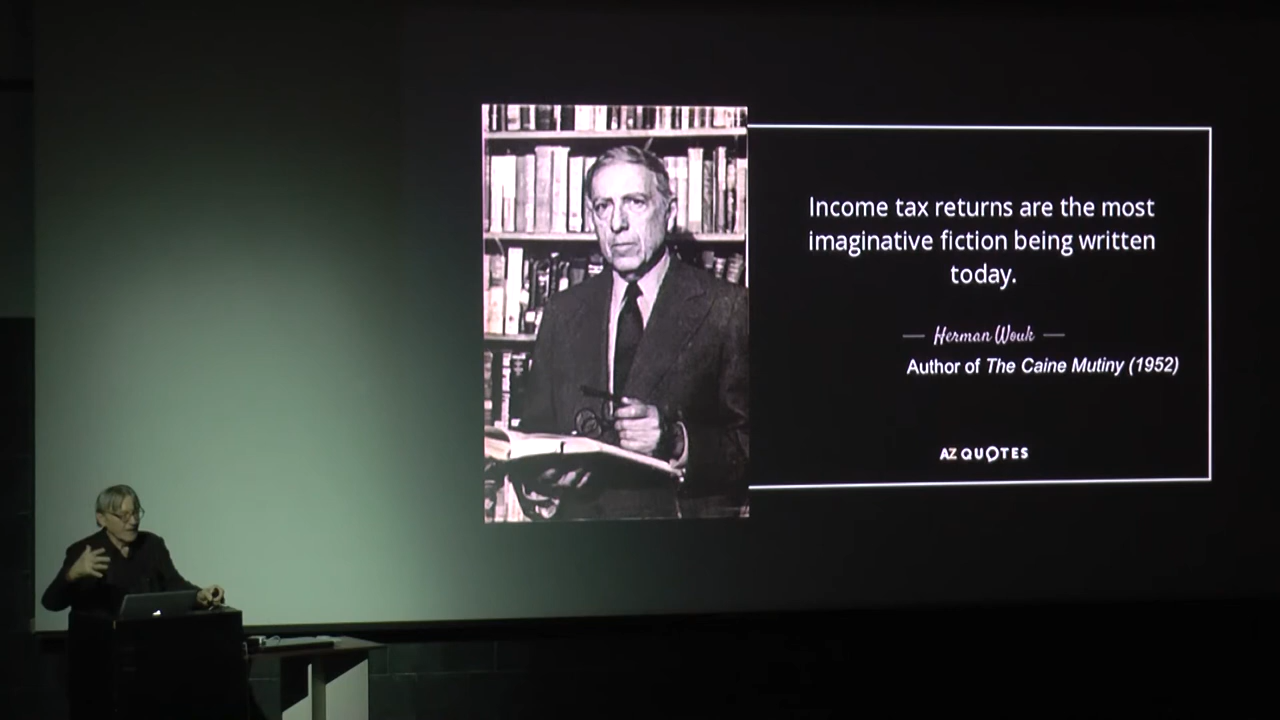 Income tax returns are the most
imaginative fiction being written
today.
— Herman Wouk —
Author of The Caine Mutiny (1952)
AZ QUOTES